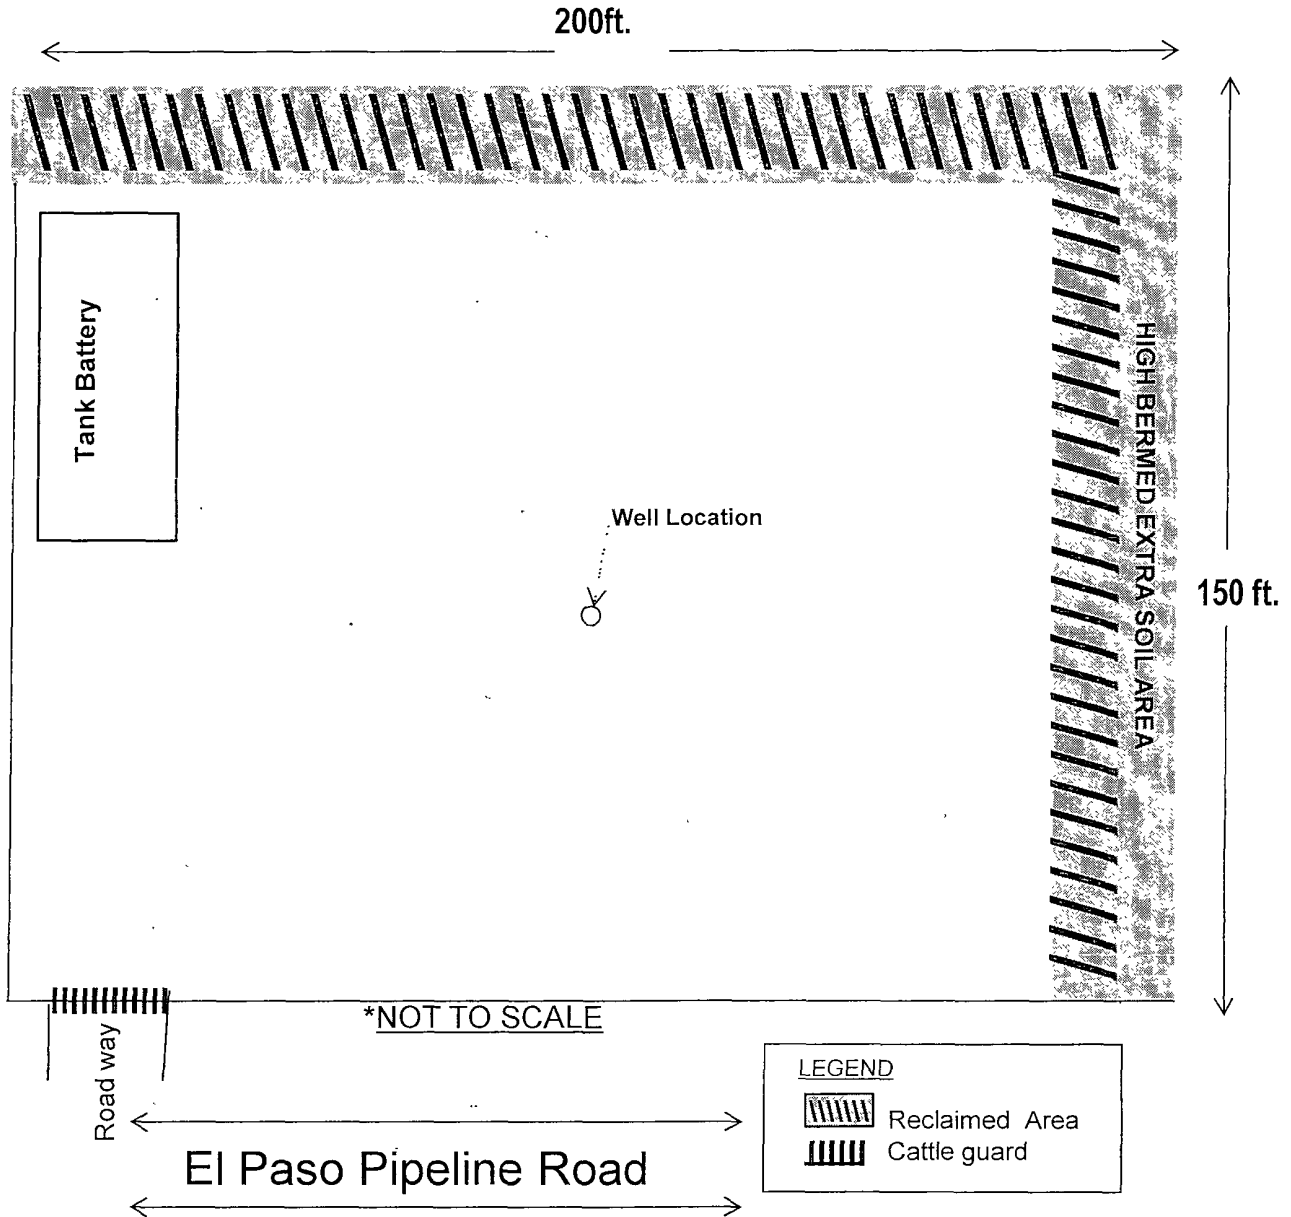 200ft.
Tank Battery
Well Location
HIGH BERMED EXTRA SOIL AREA
150 ft.
*NOT TO SCALE
Road way
LEGEND
Reclaimed Area
Cattle guard
El Paso Pipeline Road